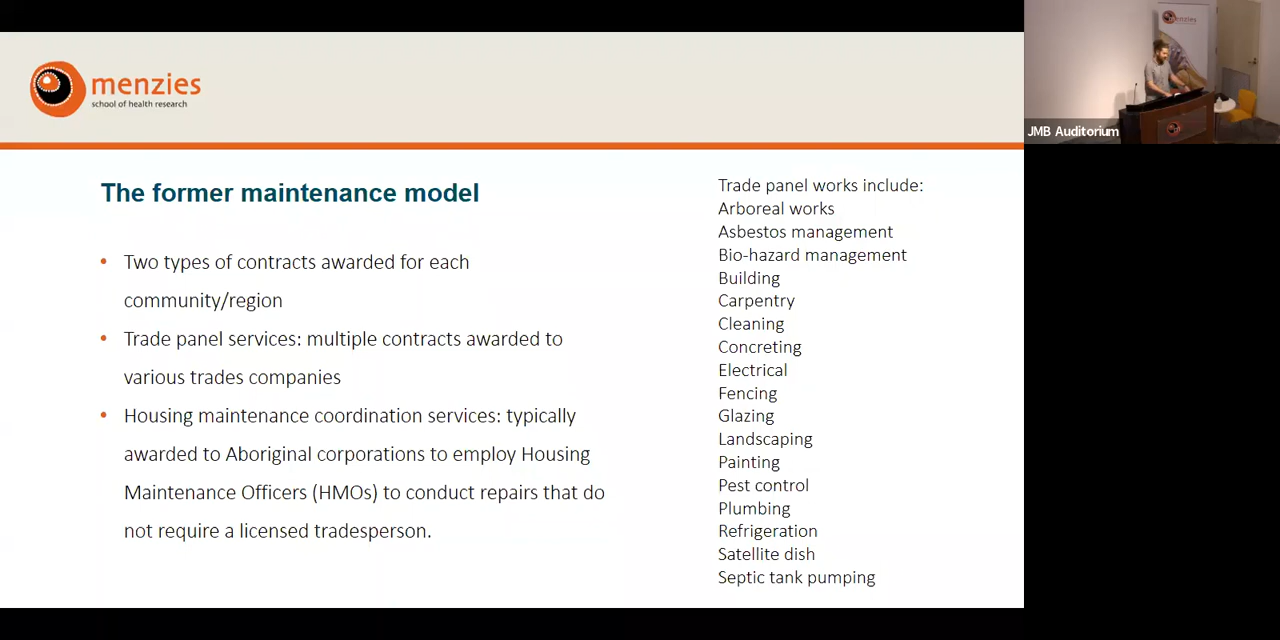 menzies
school of health research
The former maintenance model
• Two types of contracts awarded for each
community/region
• Trade panel services: multiple contracts awarded to
various trades companies
• Housing maintenance coordination services: typically
awarded to Aboriginal corporations to employ Housing
Maintenance Officers (HMOs) to conduct repairs that do
not require a licensed tradesperson.
Trade panel works include:
Arboreal works
Asbestos management
Bio-hazard management
Building
Carpentry
Cleaning
Concreting
Electrical
Fencing
Glazing
Landscaping
Painting
Pest control
Plumbing
Refrigeration
Satellite dish
Septic tank pumping
menzies
JMB Auditorium